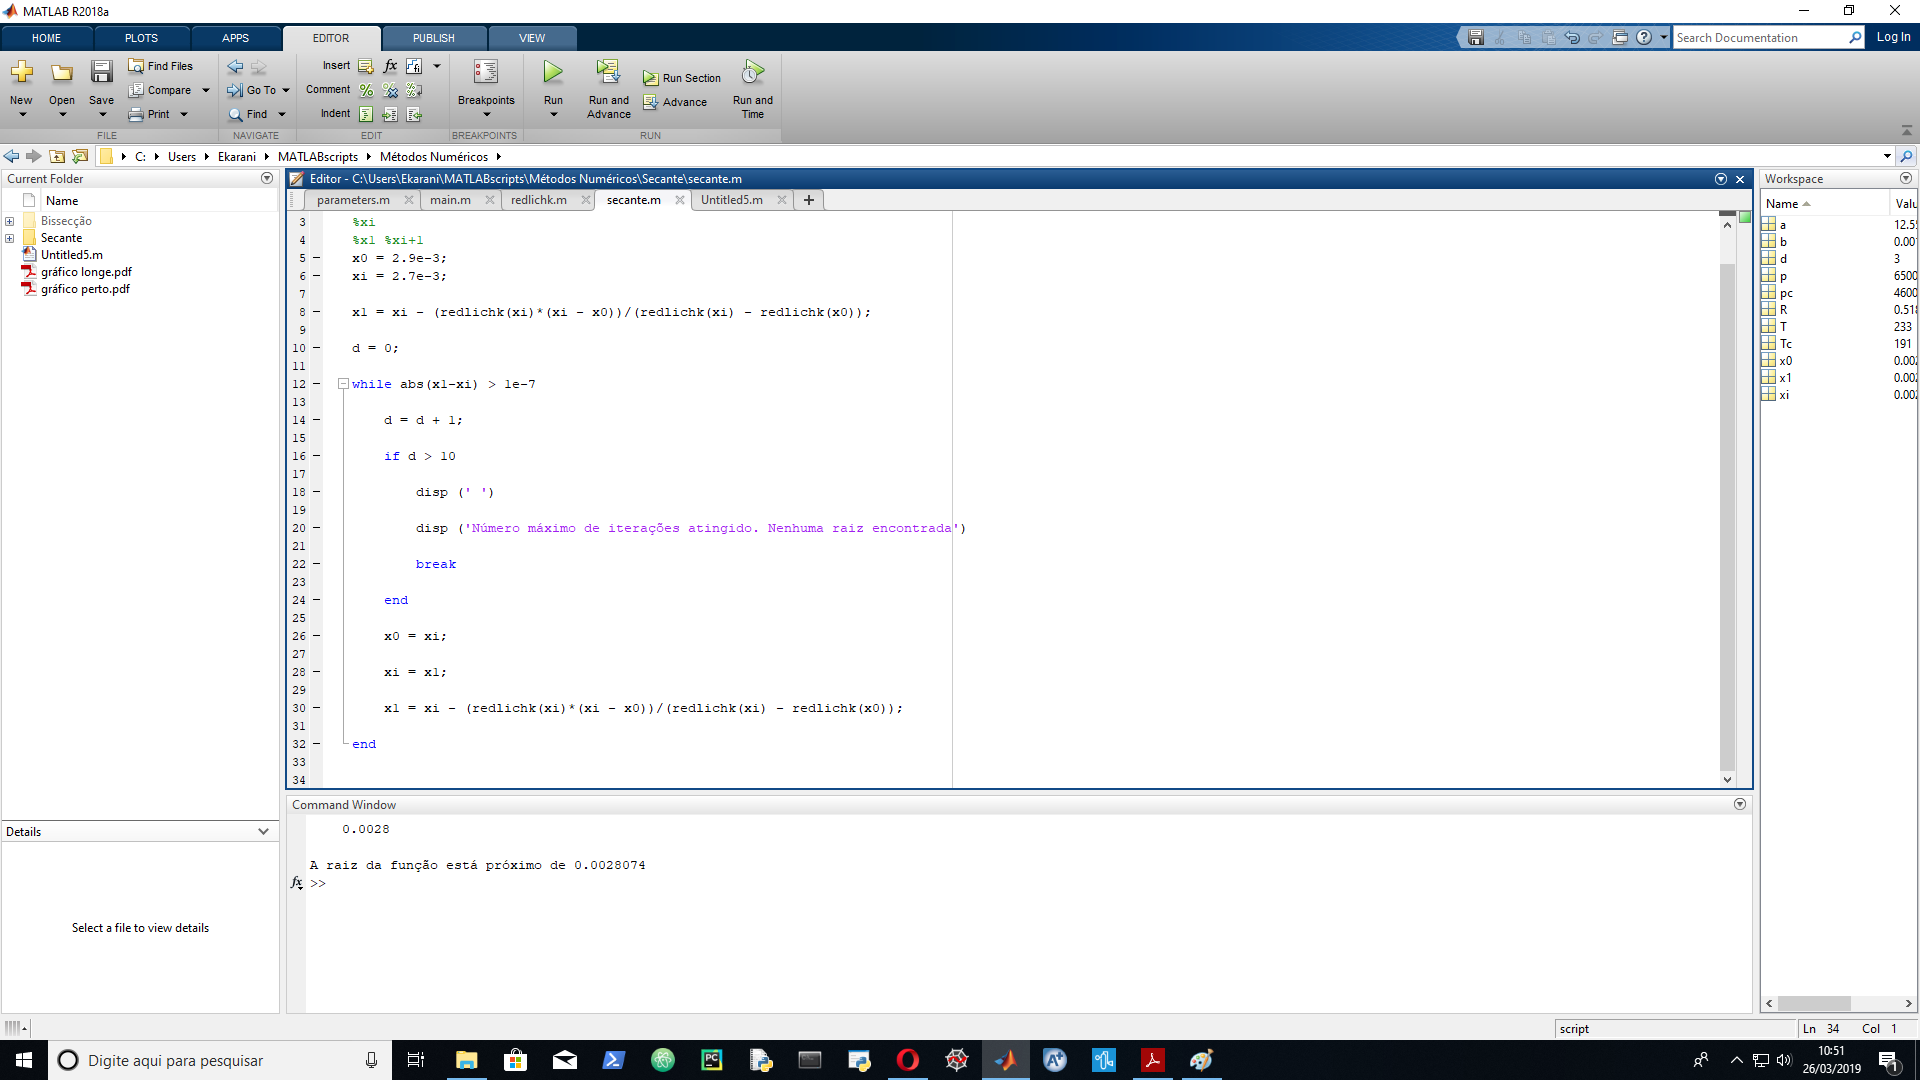 MATLAB R2018a
HOME PLOTS APPS EDITOR PUBLISH VIEW
Search Documentation
Log In
New
Open
Save
Find Files
Compare
Print
FILE
Go To
Find
NAVIGATE
Insert
Comment
Indent
EDIT
Breakpoints
BREAKPOINTS
Run
Run and Advance
Run Section
Advance
Run and Time
RUN
C: Users Ekarani MATLABscripts Métodos Numéricos
Current Folder
Name
Bissecção
Secante
Untitled5.m
gráfico longe.pdf
gráfico perto.pdf
Details
Select a file to view details
Editor - C:\Users\Ekarani\MATLABscripts\Métodos Numéricos\Secante\secante.m
parameters.m main.m redlichk.m secante.m Untitled5.m
3 %xi
4 %x1 %xi+1
5 x0 = 2.9e-3;
6 xi = 2.7e-3;
7
8 x1 = xi - (redlichk(xi)*(xi - x0))/(redlichk(xi) - redlichk(x0));
9
10 d = 0;
11
12 while abs(x1-xi) > 1e-7
13
14 d = d + 1;
15
16 if d > 10
17
18 disp (' ')
19
20 disp ('Número máximo de iterações atingido. Nenhuma raiz encontrada')
21
22 break
23
24 end
25
26 x0 = xi;
27
28 xi = x1;
29
30 x1 = xi - (redlichk(xi)*(xi - x0))/(redlichk(xi) - redlichk(x0));
31
32 end
33
34
Command Window
0.0028
A raiz da função está próximo de 0.0028074
fx >>
Workspace
Name Valu
a 12.5
b 0.00
d 3
p 6500
pc 4600
R 0.51
T 233
Tc 191
x0 0.00
x1 0.00
xi 0.00
script
Ln 34 Col 1
Digite aqui para pesquisar
10:51
26/03/2019
1